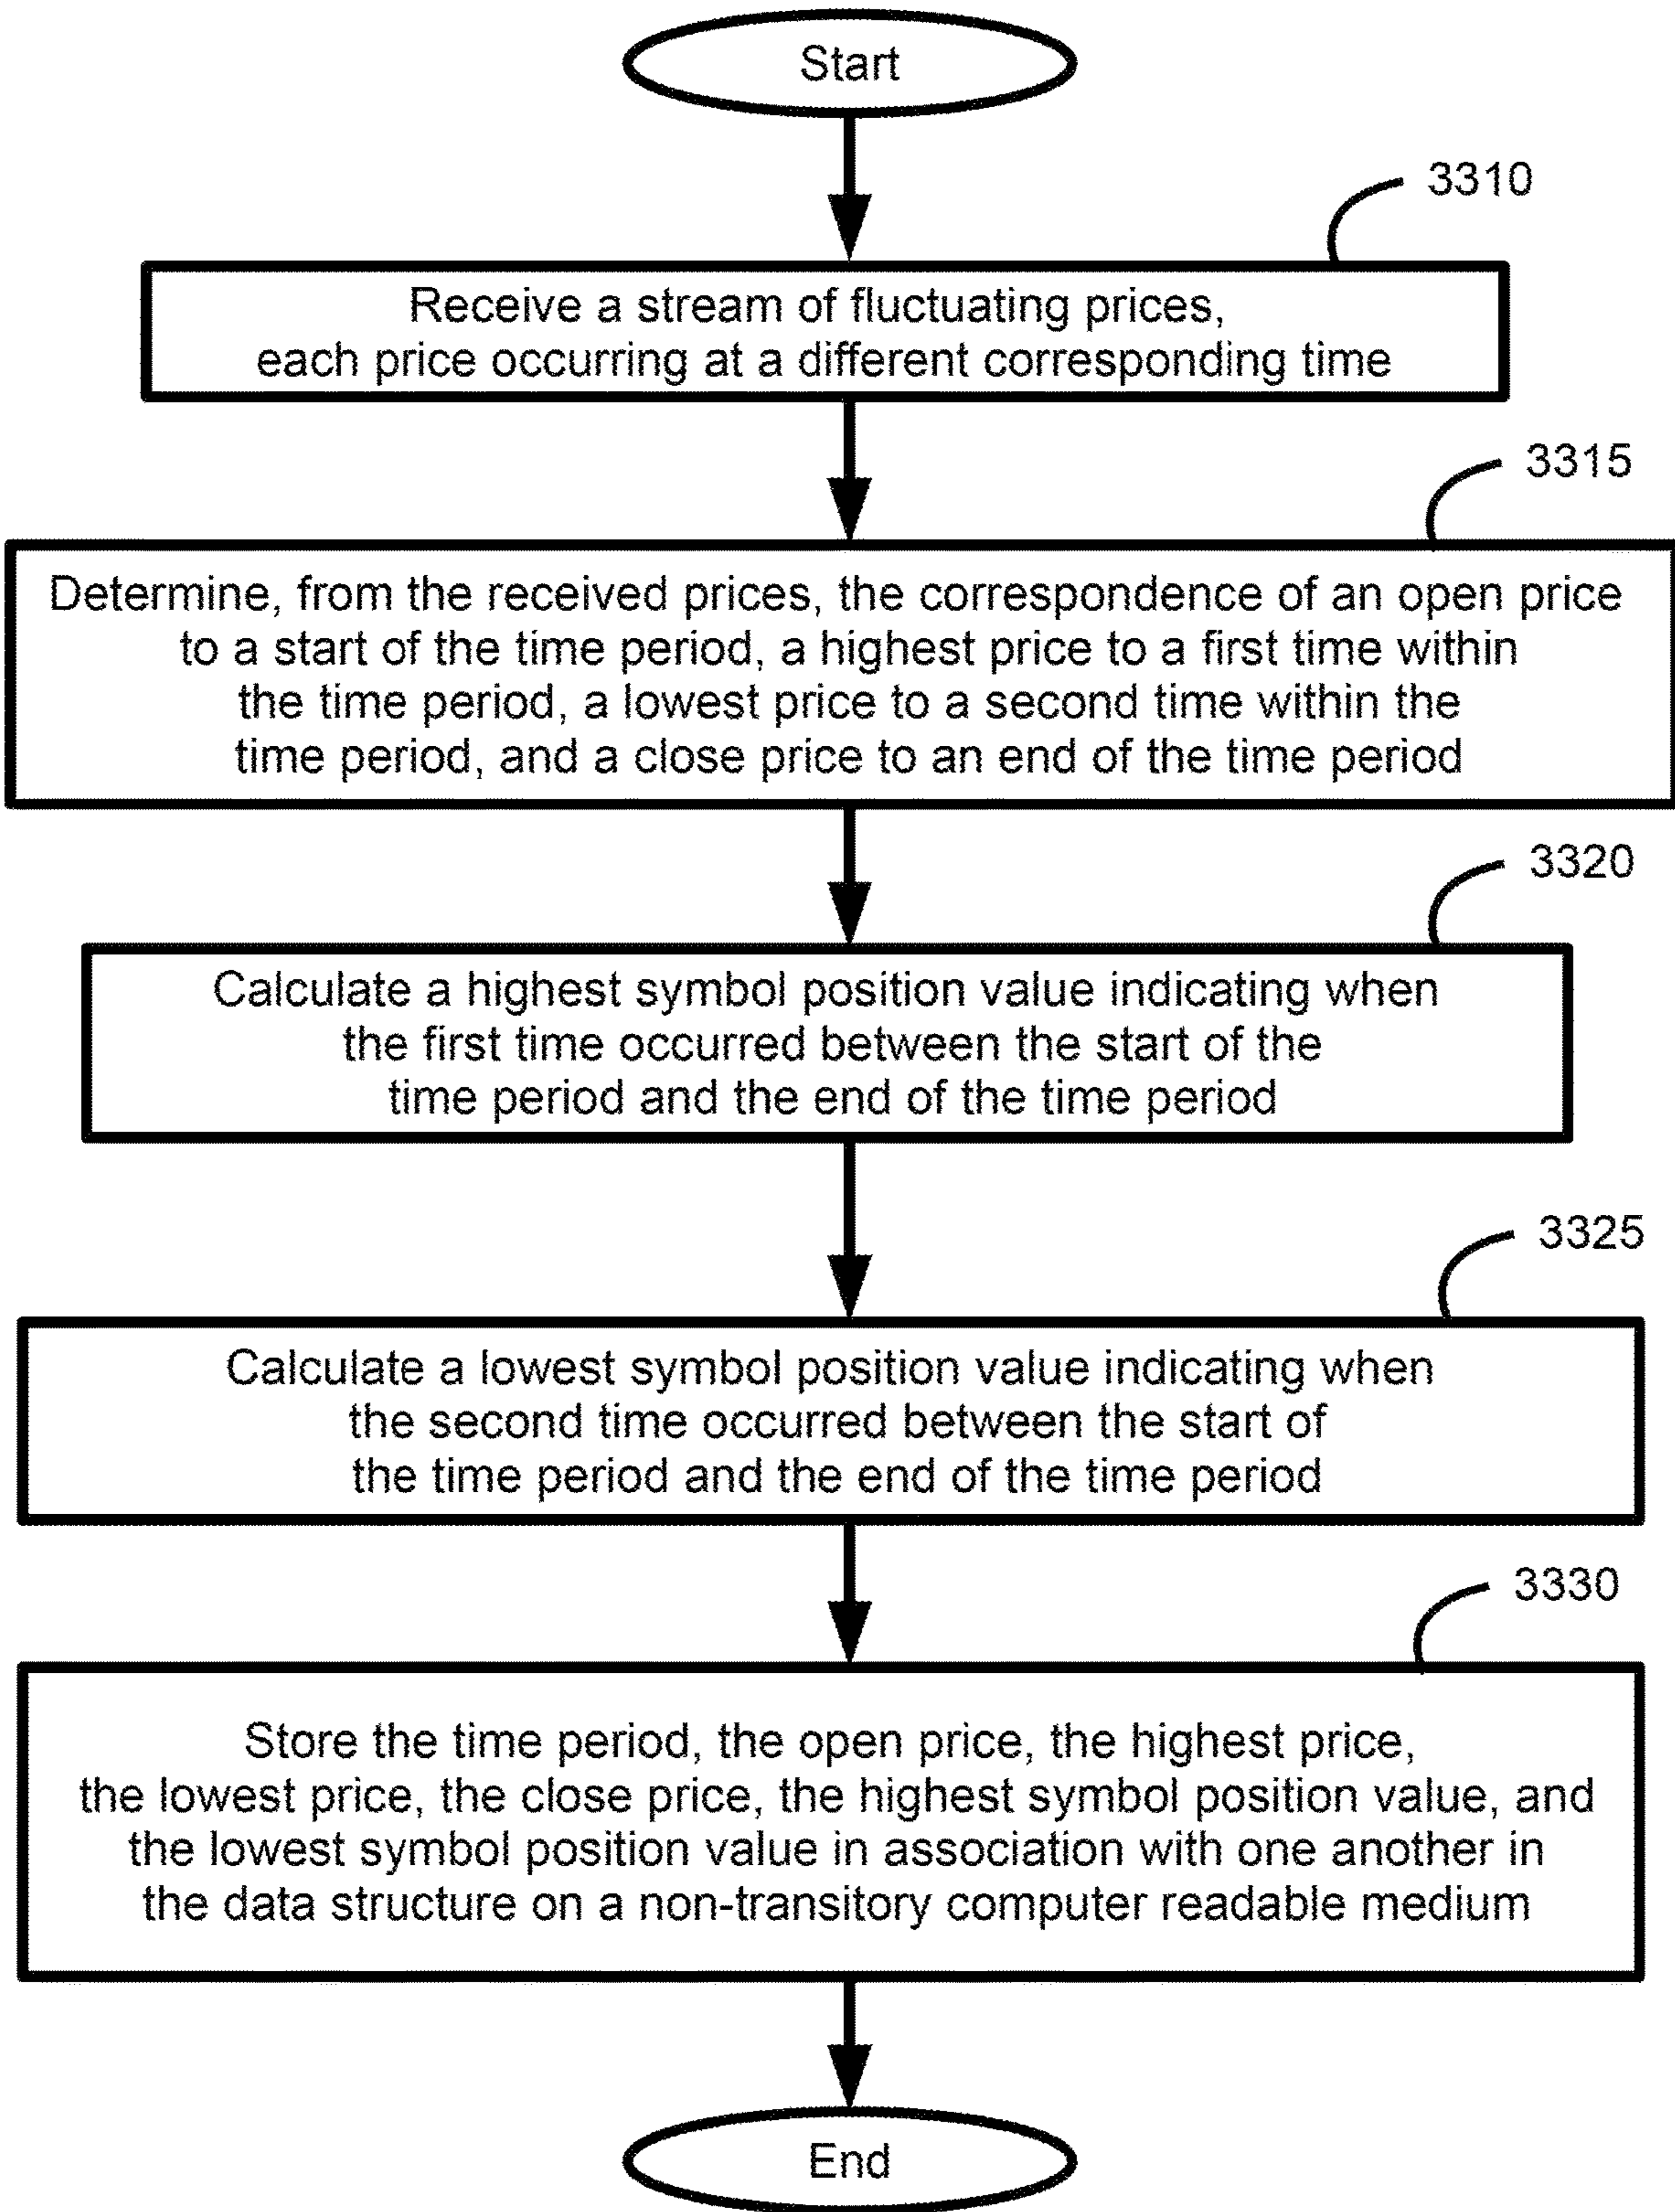 Start
3310
Receive a stream of fluctuating prices,
each price occurring at a different corresponding time
3315
Determine, from the received prices, the correspondence of an open price
to a start of the time period, a highest price to a first time within
the time period, a lowest price to a second time within the
time period, and a close price to an end of the time period
3320
Calculate a highest symbol position value indicating when
the first time occurred between the start of the
time period and the end of the time period
3325
Calculate a lowest symbol position value indicating when
the second time occurred between the start of
the time period and the end of the time period
3330
Store the time period, the open price, the highest price,
the lowest price, the close price, the highest symbol position value, and
the lowest symbol position value in association with one another in
the data structure on a non-transitory computer readable medium
End